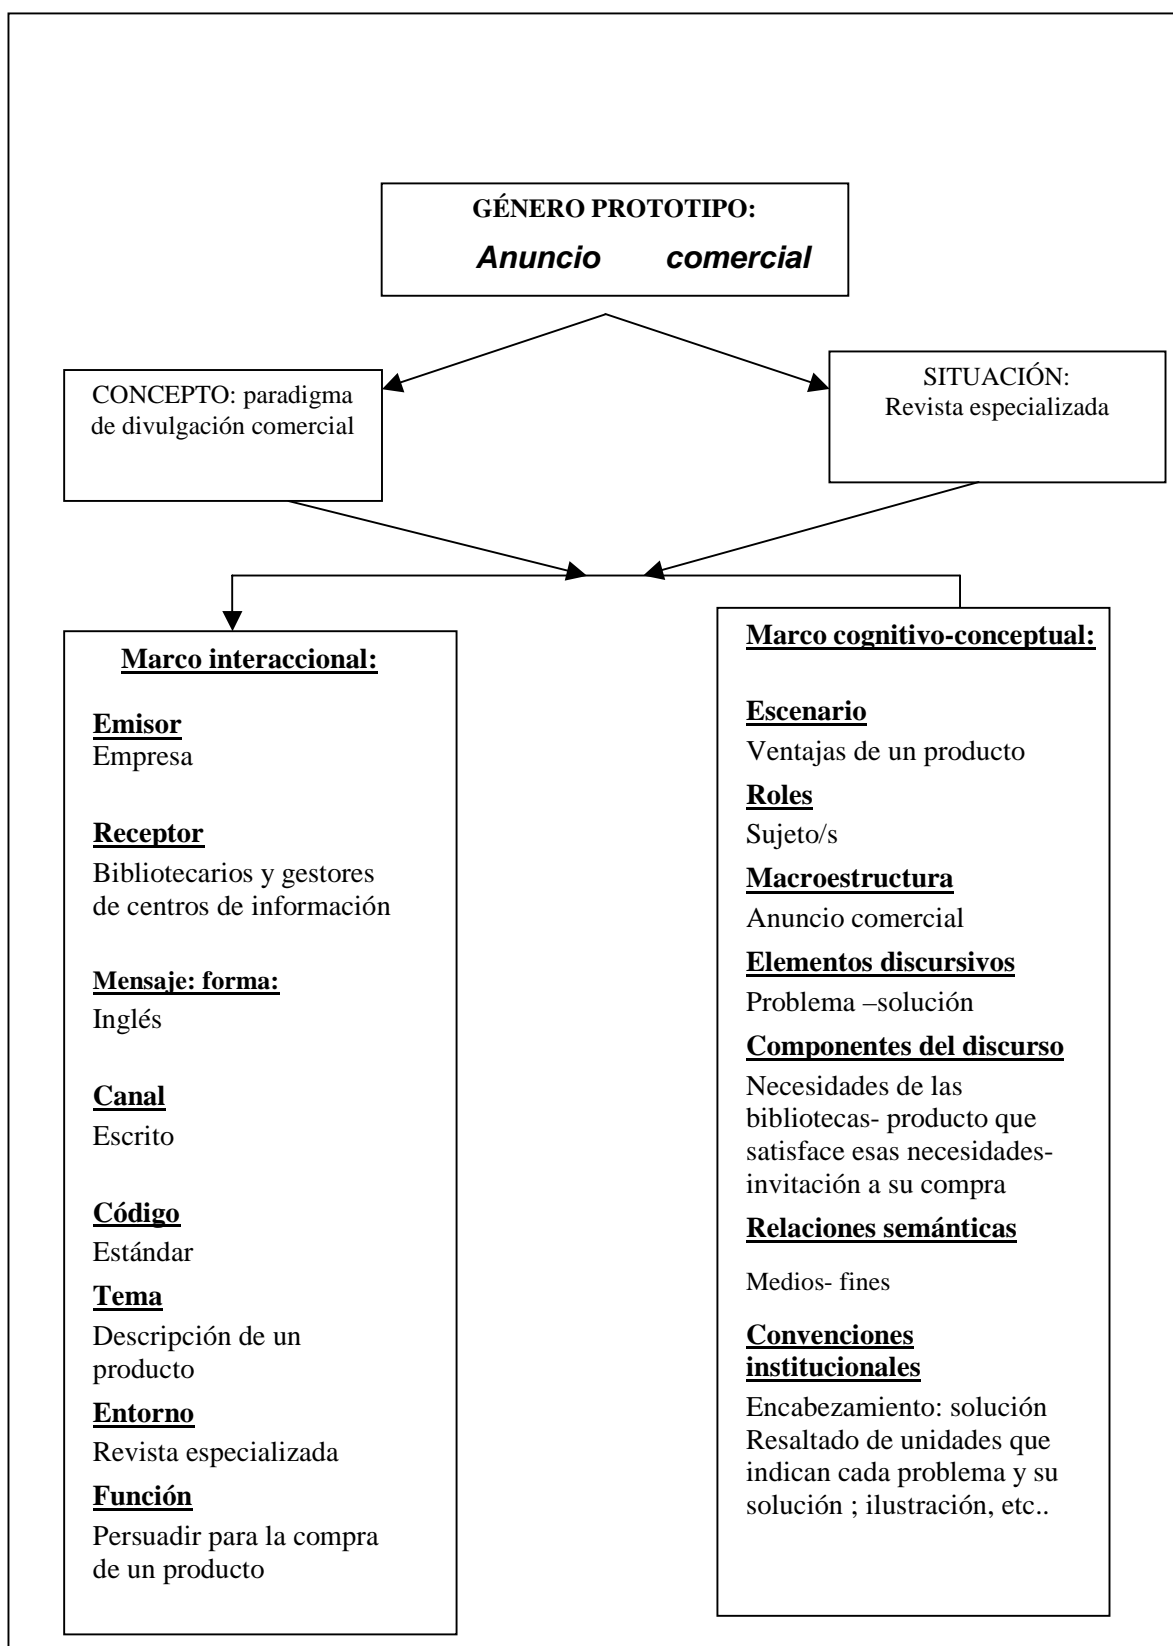 GÉNERO PROTOTIPO:
Anuncio comercial
CONCEPTO: paradigma
de divulgación comercial
SITUACIÓN:
Revista especializada
Marco interaccional:
Emisor
Empresa
Receptor
Bibliotecarios y gestores
de centros de información
Mensaje: forma:
Inglés
Canal
Escrito
Código
Estándar
Tema
Descripción de un
producto
Entorno
Revista especializada
Función
Persuadir para la compra
de un producto
Marco cognitivo-conceptual:
Escenario
Ventajas de un producto
Roles
Sujeto/s
Macroestructura
Anuncio comercial
Elementos discursivos
Problema –solución
Componentes del discurso
Necesidades de las
bibliotecas- producto que
satisface esas necesidades-
invitación a su compra
Relaciones semánticas
Medios- fines
Convenciones
institucionales
Encabezamiento: solución
Resaltado de unidades que
indican cada problema y su
solución ; ilustración, etc..